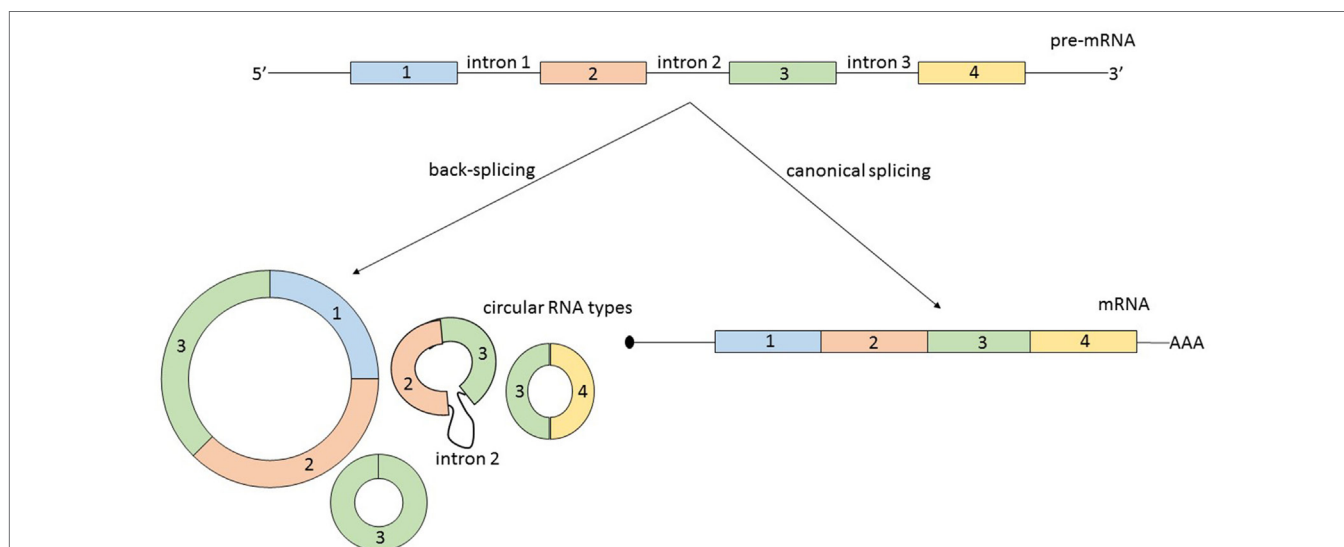 pre-mRNA
5′ 1 intron 1 2 intron 2 3 intron 3 4 3′
back-splicing
canonical splicing
circular RNA types
mRNA
1
3
2
2
3
intron 2
3 4
3
1 2 3 4 AAA